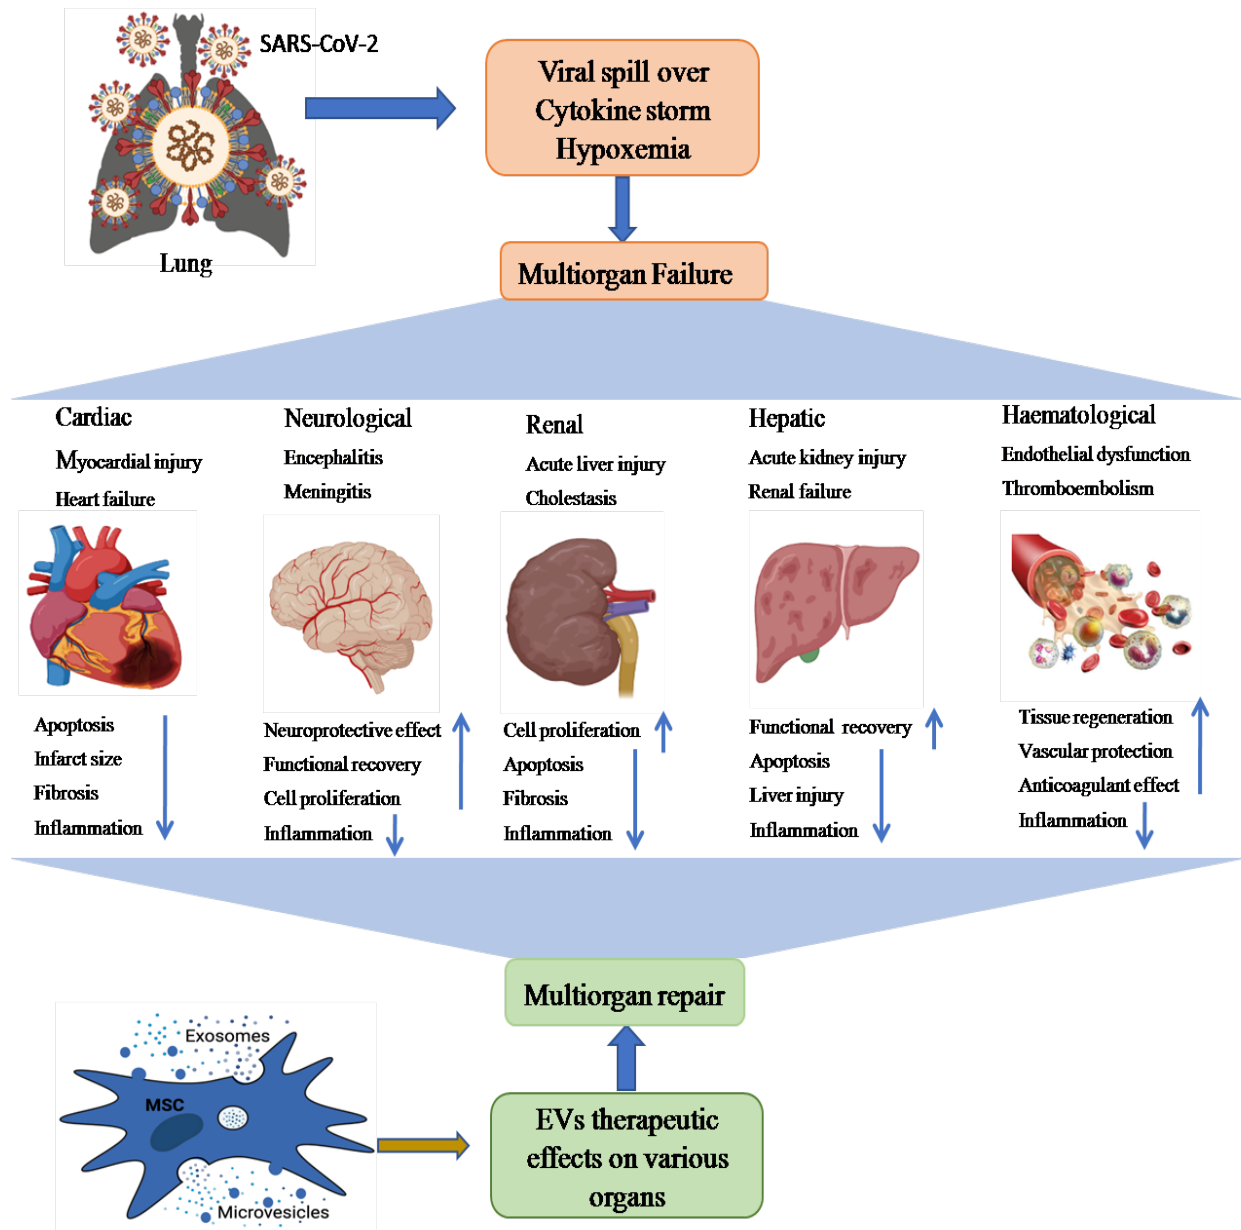 SARS-CoV-2
Lung
Viral spill over
Cytokine storm
Hypoxemia
Multiorgan Failure
Cardiac
Myocardial injury
Heart failure
Neurological
Encephalitis
Meningitis
Renal
Acute liver injury
Cholestasis
Hepatic
Acute kidney injury
Renal failure
Haematological
Endothelial dysfunction
Thromboembolism
Apoptosis
Infarct size
Fibrosis
Inflammation
Neuroprotective effect
Functional recovery
Cell proliferation
Inflammation
Cell proliferation
Apoptosis
Fibrosis
Inflammation
Functional recovery
Apoptosis
Liver injury
Inflammation
Tissue regeneration
Vascular protection
Anticoagulant effect
Inflammation
Multiorgan repair
Exosomes
MSC
Microvesicles
EVs therapeutic
effects on various
organs